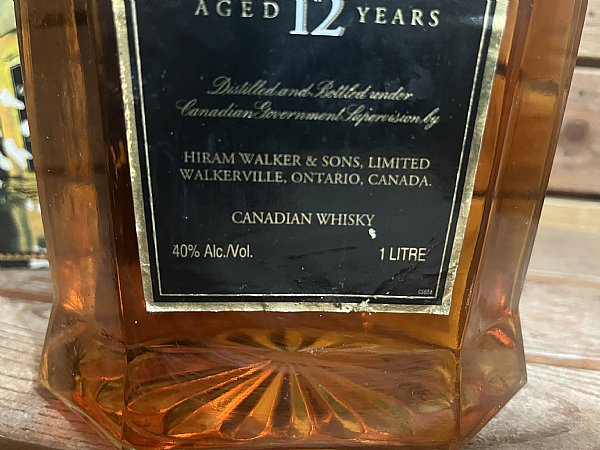 AGED 12 YEARS
Distilled and Bottled under
Canadian Government Supervision by
HIRAM WALKER & SONS, LIMITED
WALKERVILLE, ONTARIO, CANADA.
CANADIAN WHISKY
40% Alc./Vol. 1 LITRE